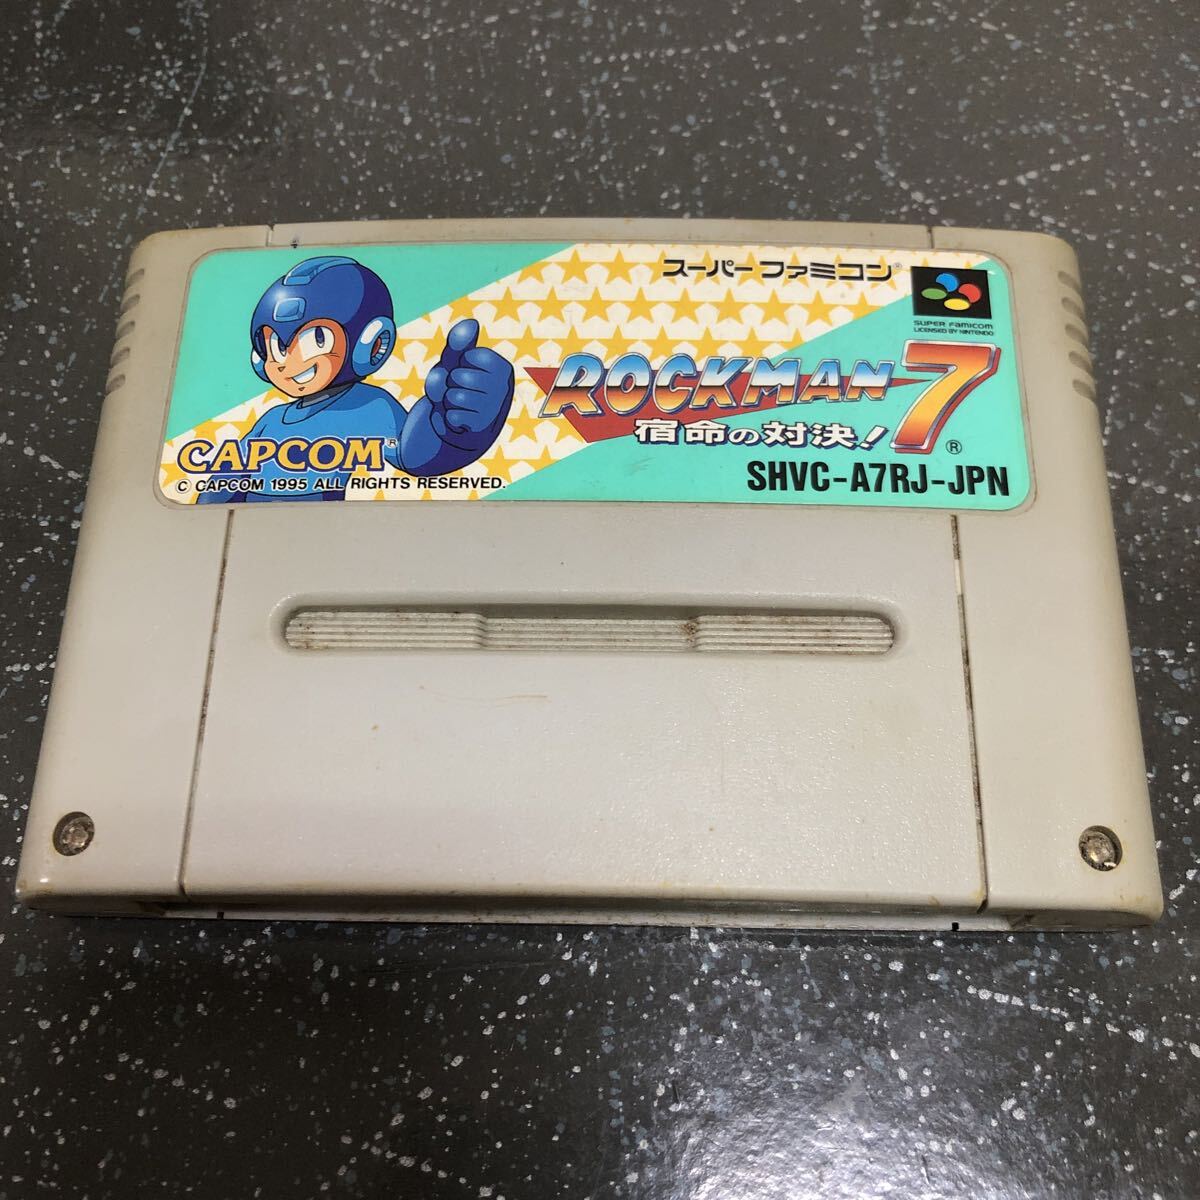 スーパーファミコン®
SUPER FAMICOM
LICENSED BY NINTENDO
ROCKMAN 7®
宿命の対決!
CAPCOM®
© CAPCOM 1995 ALL RIGHTS RESERVED.
SHVC-A7RJ-JPN